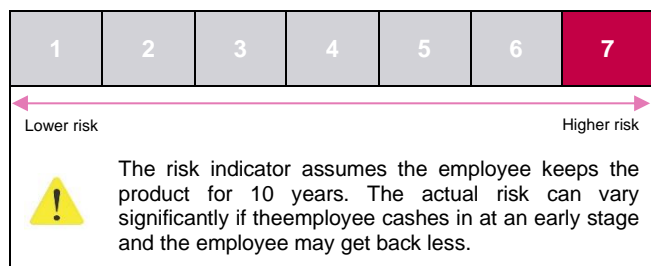 1 2 3 4 5 6 7
Lower risk Higher risk
The risk indicator assumes the employee keeps the
product for 10 years. The actual risk can vary
significantly if theemployee cashes in at an early stage
and the employee may get back less.